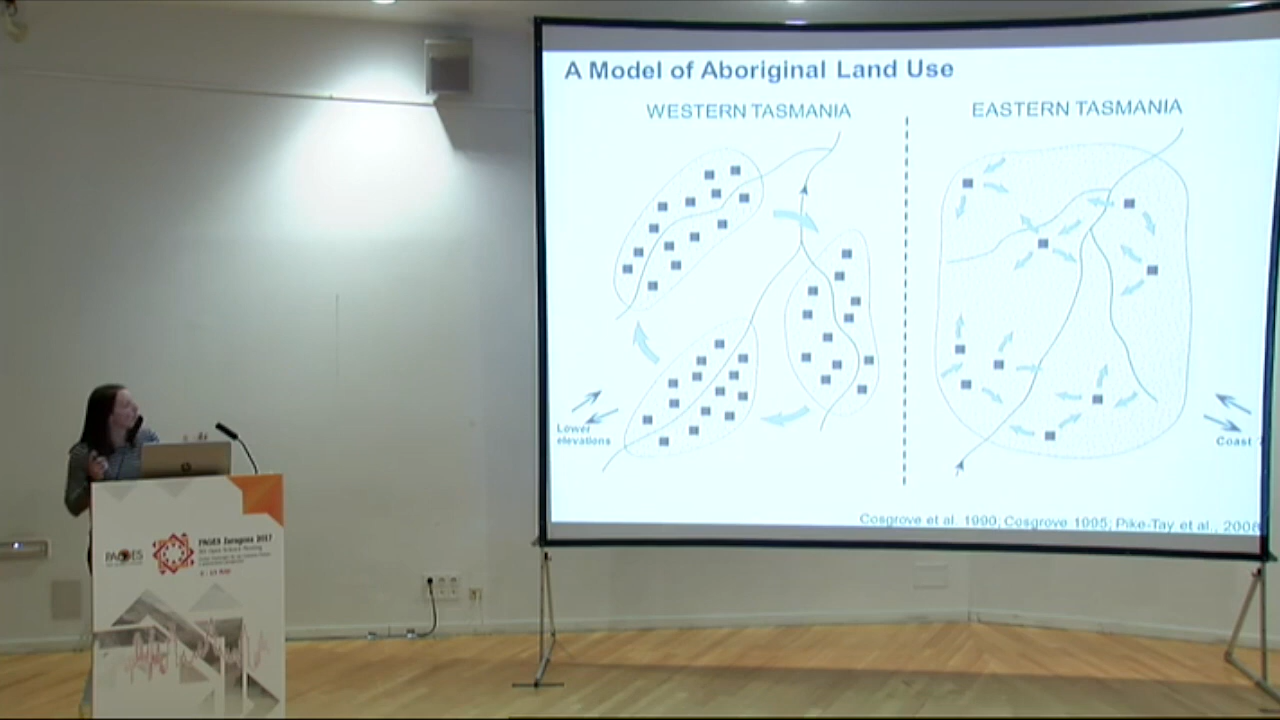 A Model of Aboriginal Land Use
WESTERN TASMANIA
EASTERN TASMANIA
Lower
elevations
Coast ?
Cosgrove et al. 1990; Cosgrove 1995; Pike-Tay et al., 2008
PAGES
PAGES Zaragoza 2017